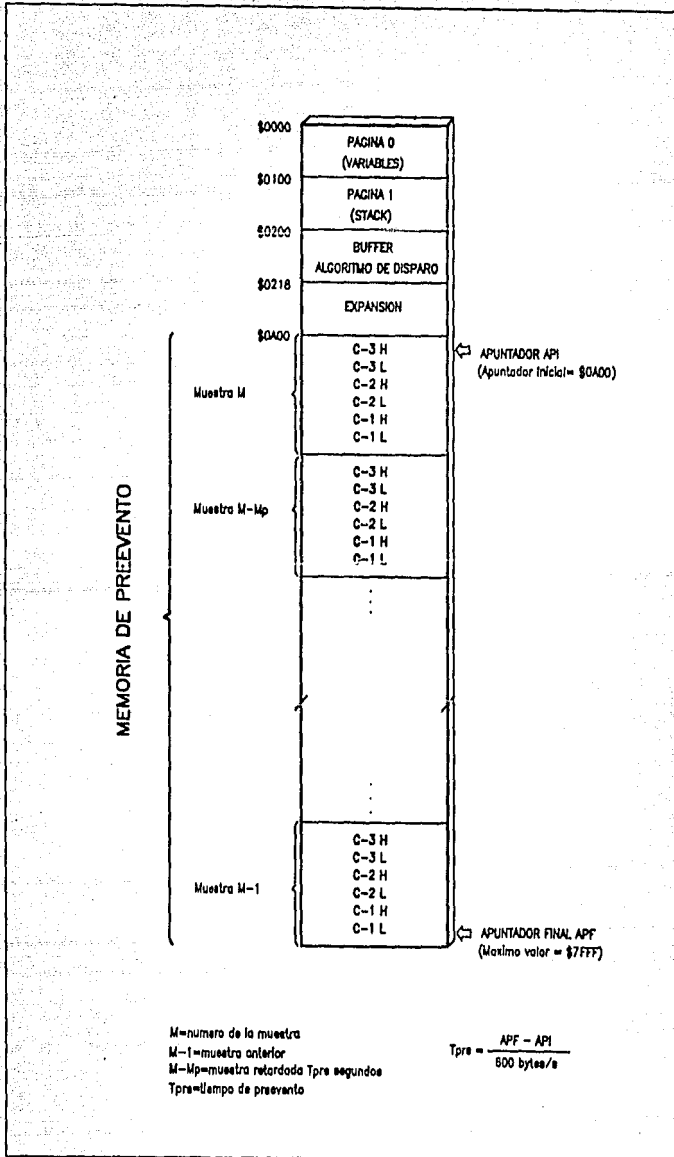 $0000
PAGINA 0
(VARIABLES)
$0100
PAGINA 1
(STACK)
$0200
BUFFER
ALGORITMO DE DISPARO
$0218
EXPANSION
$0A00
C-3 H
C-3 L
C-2 H
C-2 L
C-1 H
C-1 L
Muestra M
APUNTADOR API
(Apuntador inicial= $0A00)
C-3 H
C-3 L
C-2 H
C-2 L
C-1 H
C-1 L
Muestra M-Mp
MEMORIA DE PREEVENTO
C-3 H
C-3 L
C-2 H
C-2 L
C-1 H
C-1 L
Muestra M-1
APUNTADOR FINAL APF
(Maximo valor = $7FFF)
M=numero de la muestra
M-1=muestra anterior
M-Mp=muestra retardada Tpre segundos
Tpre=tiempo de preevento
Tpre = APF - API
600 bytes/s